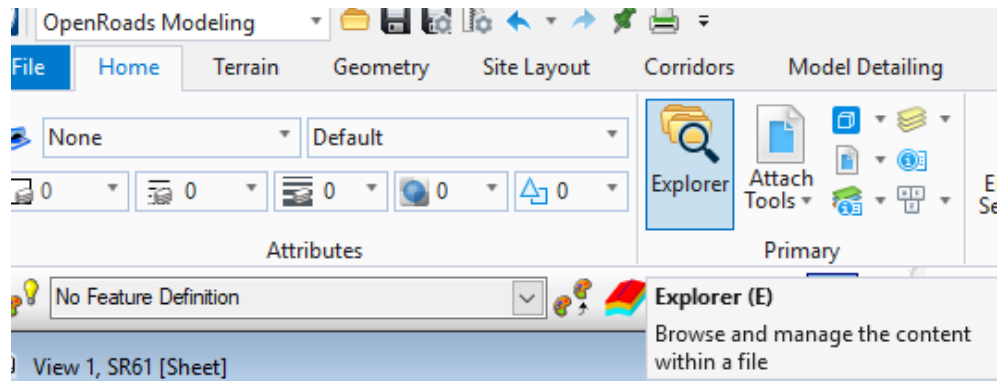 OpenRoads Modeling
File Home Terrain Geometry Site Layout Corridors Model Detailing
None Default
Explorer Attach Tools
0 0 0 0 0
Attributes Primary
No Feature Definition
Explorer (E)
Browse and manage the content
within a file
View 1, SR61 [Sheet]